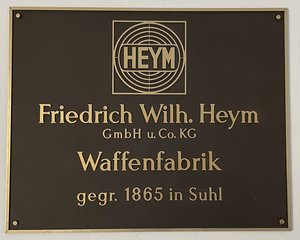 HEYM
Friedrich Wilh. Heym
GmbH u. Co. KG
Waffenfabrik
gegr. 1865 in Suhl